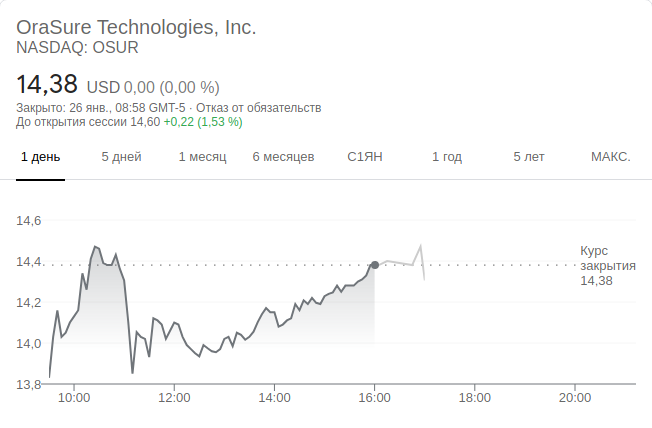 OraSure Technologies, Inc.
NASDAQ: OSUR
14,38 USD 0,00 (0,00 %)
Закрыто: 26 янв., 08:58 GMT-5 · Отказ от обязательств
До открытия сессии 14,60 +0,22 (1,53 %)
1 день 5 дней 1 месяц 6 месяцев С1ЯН 1 год 5 лет МАКС.
14,6
14,4
14,2
14,0
13,8
Курс
закрытия
14,38
10:00 12:00 14:00 16:00 18:00 20:00